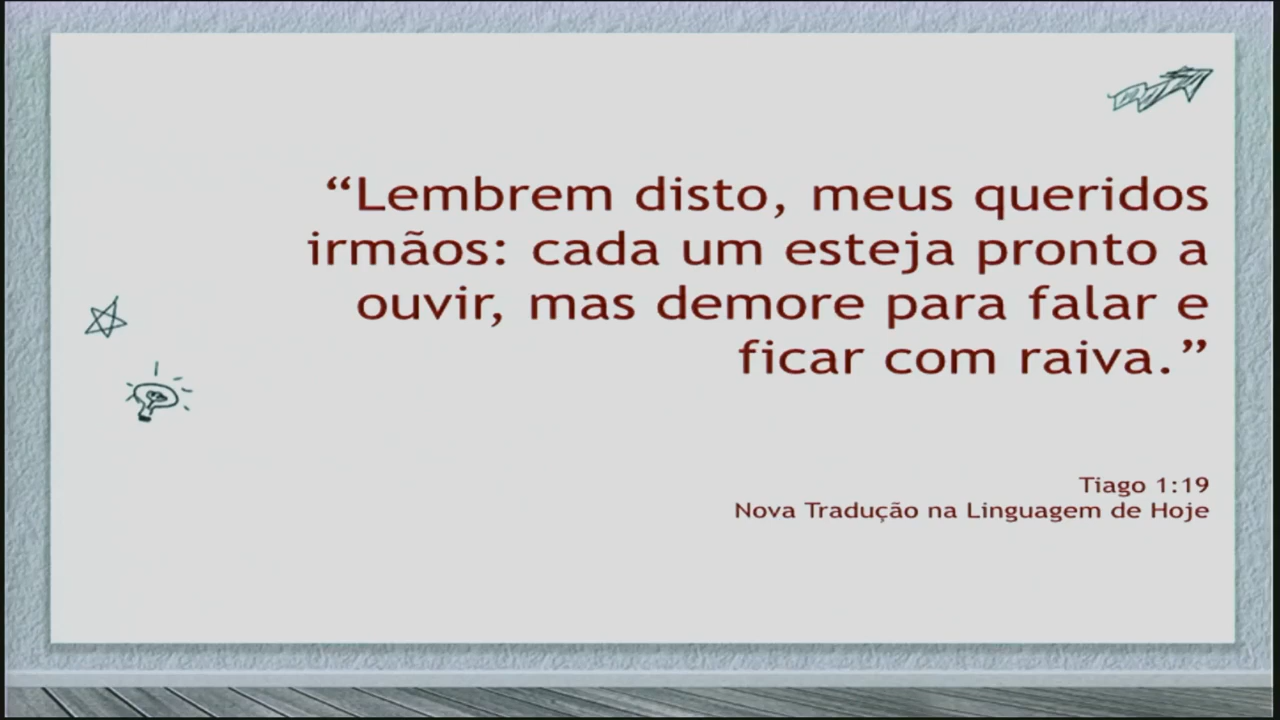 “Lembrem disto, meus queridos
irmãos: cada um esteja pronto a
ouvir, mas demore para falar e
ficar com raiva.”
Tiago 1:19
Nova Tradução na Linguagem de Hoje